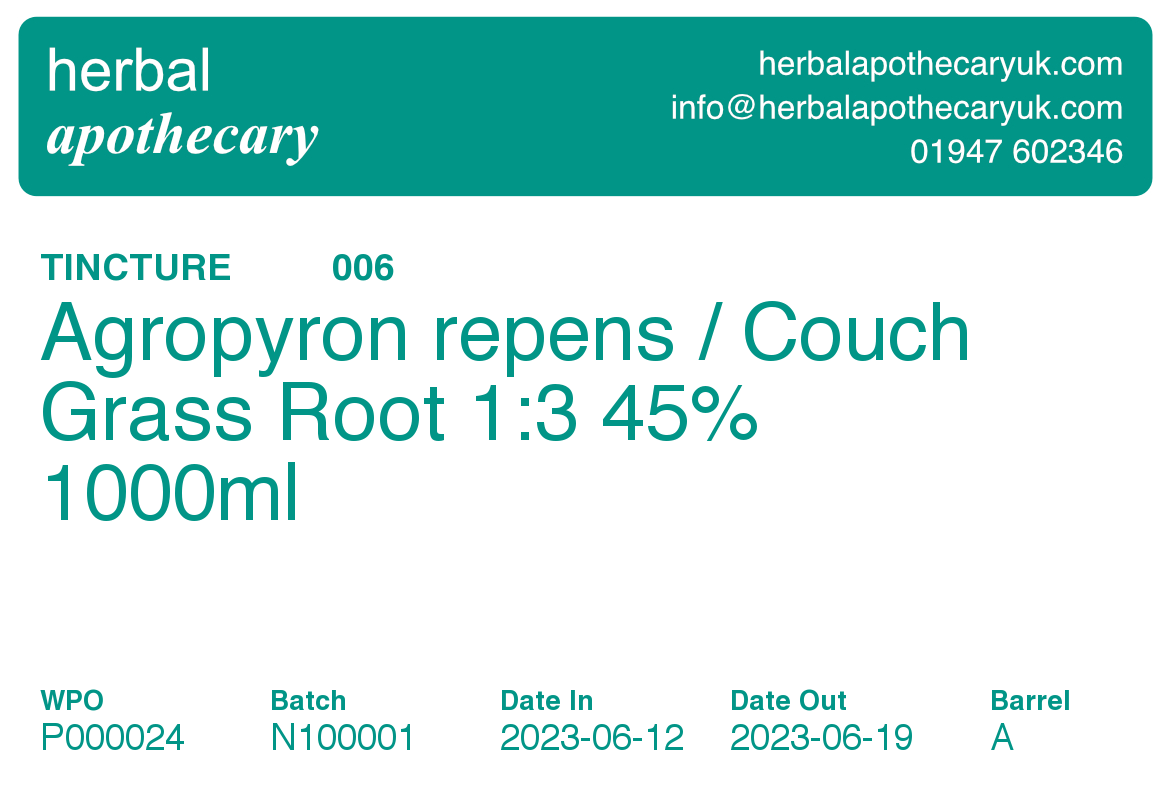 herbal
apothecary
herbalapothecaryuk.com
info@herbalapothecaryuk.com
01947 602346
TINCTURE 006
Agropyron repens / Couch
Grass Root 1:3 45%
1000ml
WPO Batch Date In Date Out Barrel
P000024 N100001 2023-06-12 2023-06-19 A